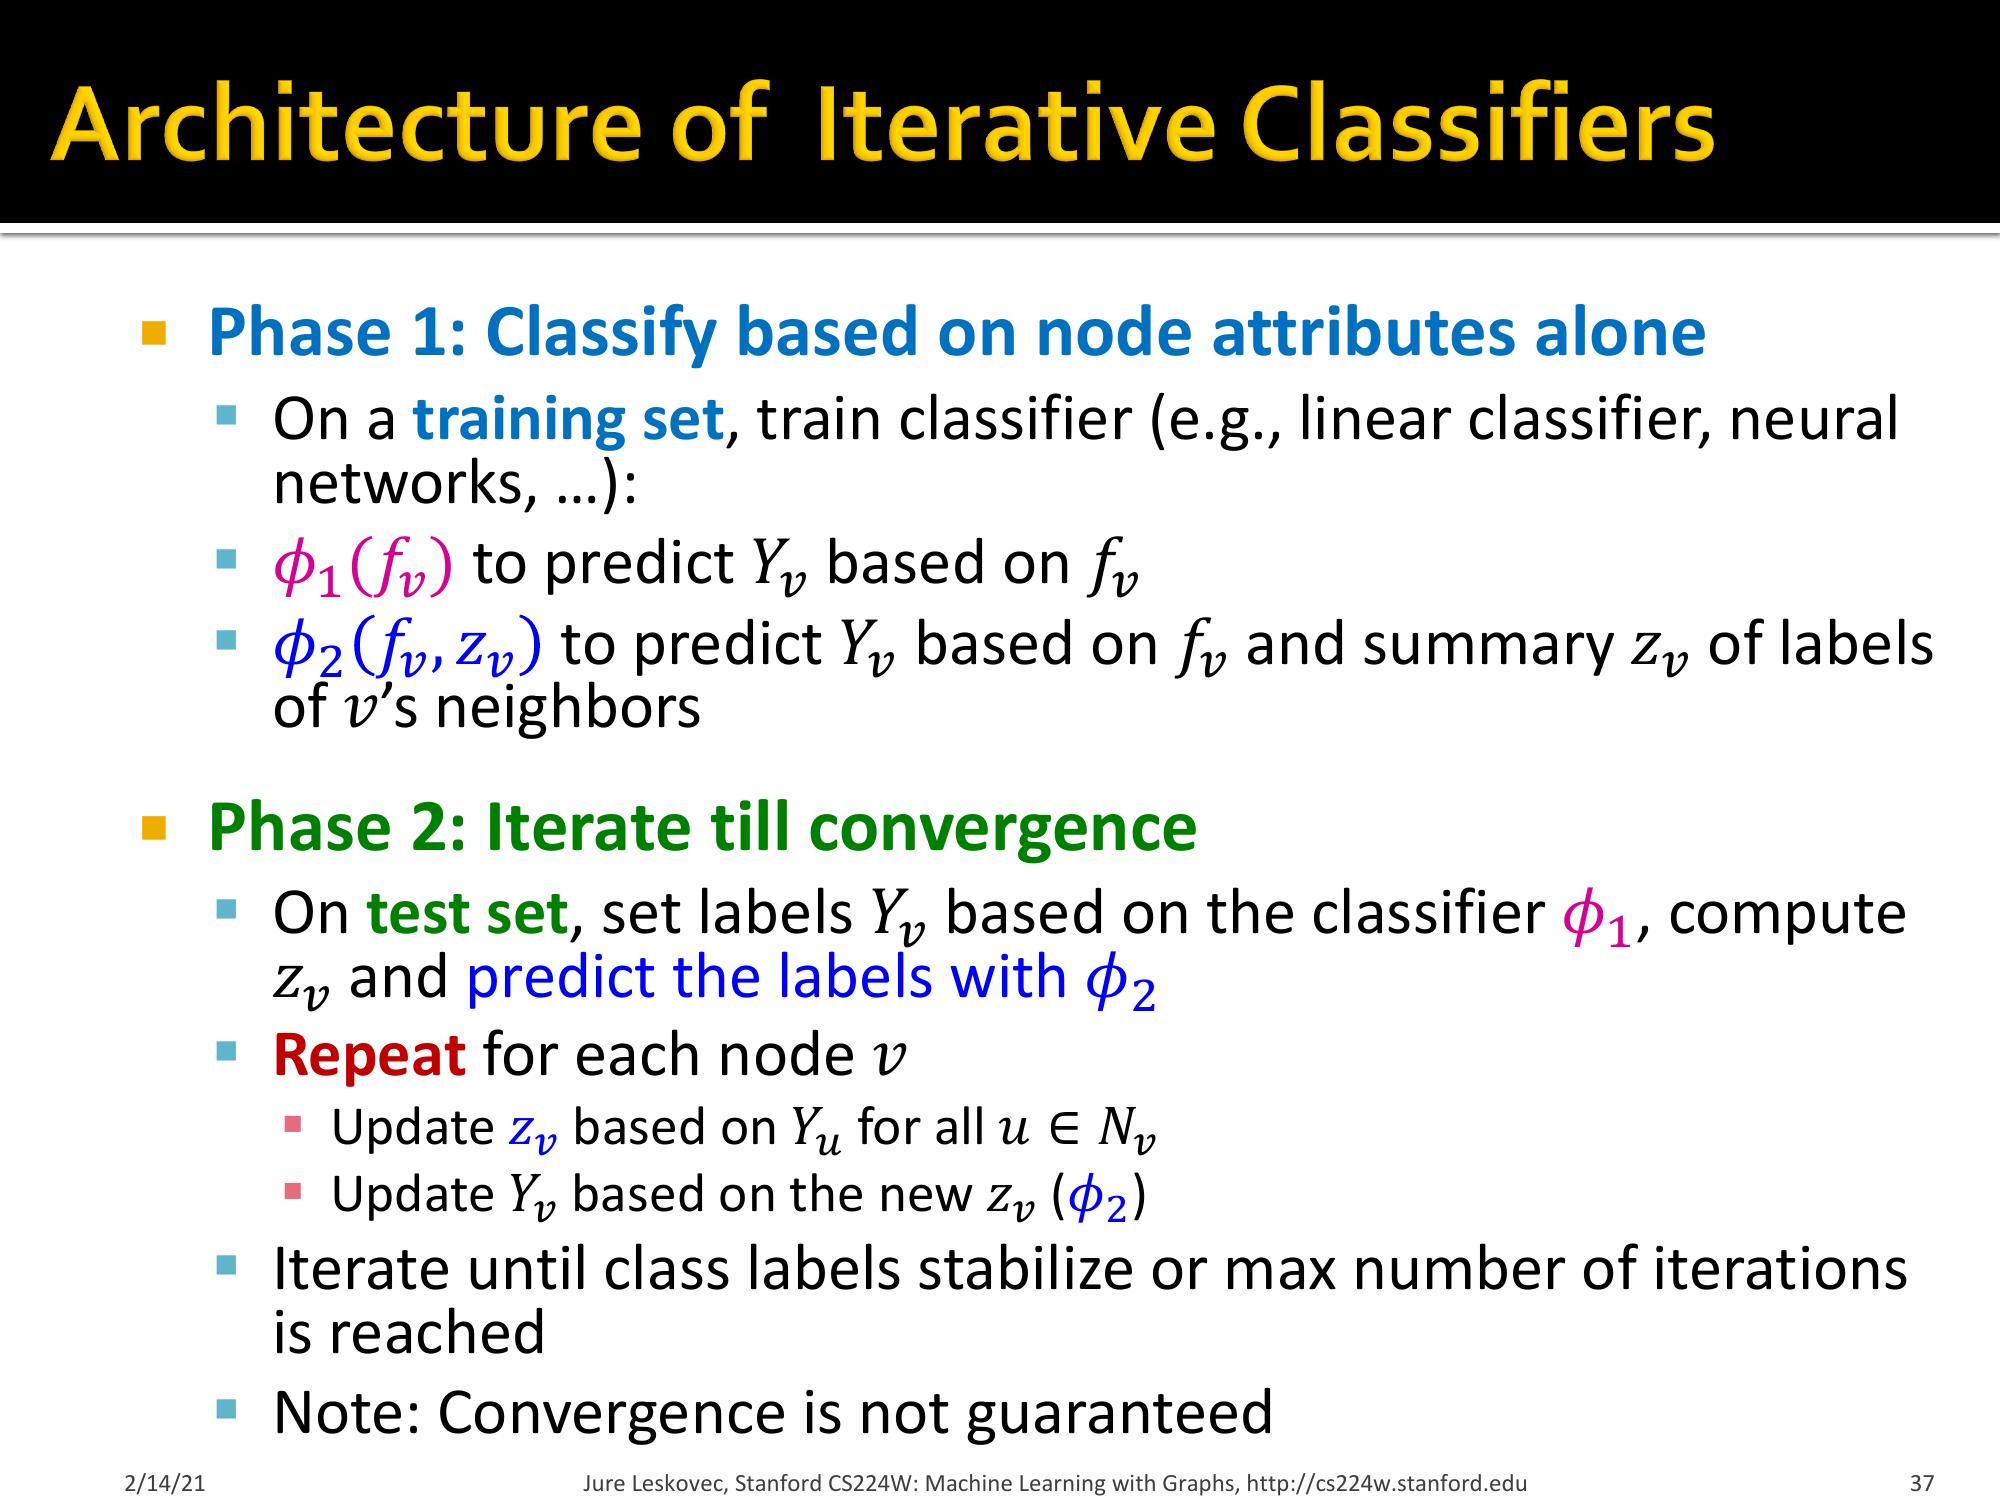 Architecture of Iterative Classifiers
Phase 1: Classify based on node attributes alone
On a training set, train classifier (e.g., linear classifier, neural
networks, …):
ϕ₁(f_v) to predict Y_v based on f_v
ϕ₂(f_v, z_v) to predict Y_v based on f_v and summary z_v of labels
of v’s neighbors
Phase 2: Iterate till convergence
On test set, set labels Y_v based on the classifier ϕ₁, compute
z_v and predict the labels with ϕ₂
Repeat for each node v
Update z_v based on Y_u for all u ∈ N_v
Update Y_v based on the new z_v (ϕ₂)
Iterate until class labels stabilize or max number of iterations
is reached
Note: Convergence is not guaranteed
2/14/21 Jure Leskovec, Stanford CS224W: Machine Learning with Graphs, http://cs224w.stanford.edu 37